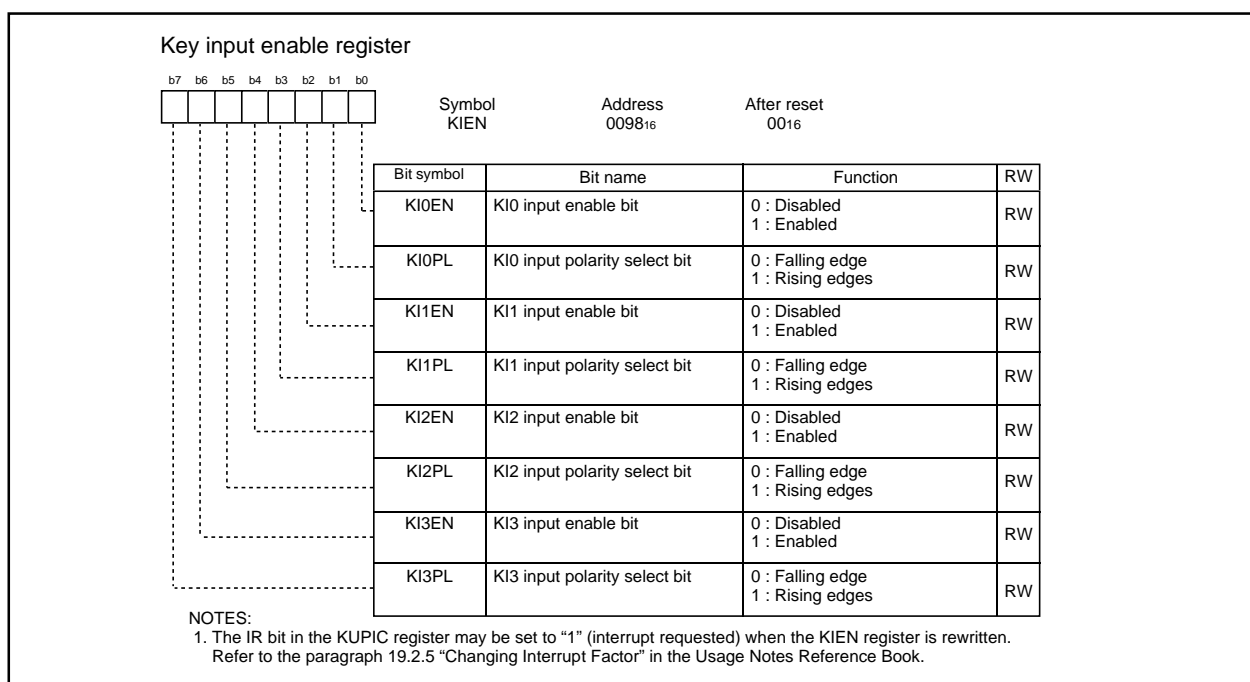 Key input enable register
b7 b6 b5 b4 b3 b2 b1 b0
Symbol Address After reset
KIEN 009816 0016
Bit symbol Bit name Function RW
KI0EN KI0 input enable bit 0 : Disabled
1 : Enabled
RW
KI0PL KI0 input polarity select bit 0 : Falling edge
1 : Rising edges
RW
KI1EN KI1 input enable bit 0 : Disabled
1 : Enabled
RW
KI1PL KI1 input polarity select bit 0 : Falling edge
1 : Rising edges
RW
KI2EN KI2 input enable bit 0 : Disabled
1 : Enabled
RW
KI2PL KI2 input polarity select bit 0 : Falling edge
1 : Rising edges
RW
KI3EN KI3 input enable bit 0 : Disabled
1 : Enabled
RW
KI3PL KI3 input polarity select bit 0 : Falling edge
1 : Rising edges
RW
NOTES:
1. The IR bit in the KUPIC register may be set to “1” (interrupt requested) when the KIEN register is rewritten.
Refer to the paragraph 19.2.5 “Changing Interrupt Factor” in the Usage Notes Reference Book.